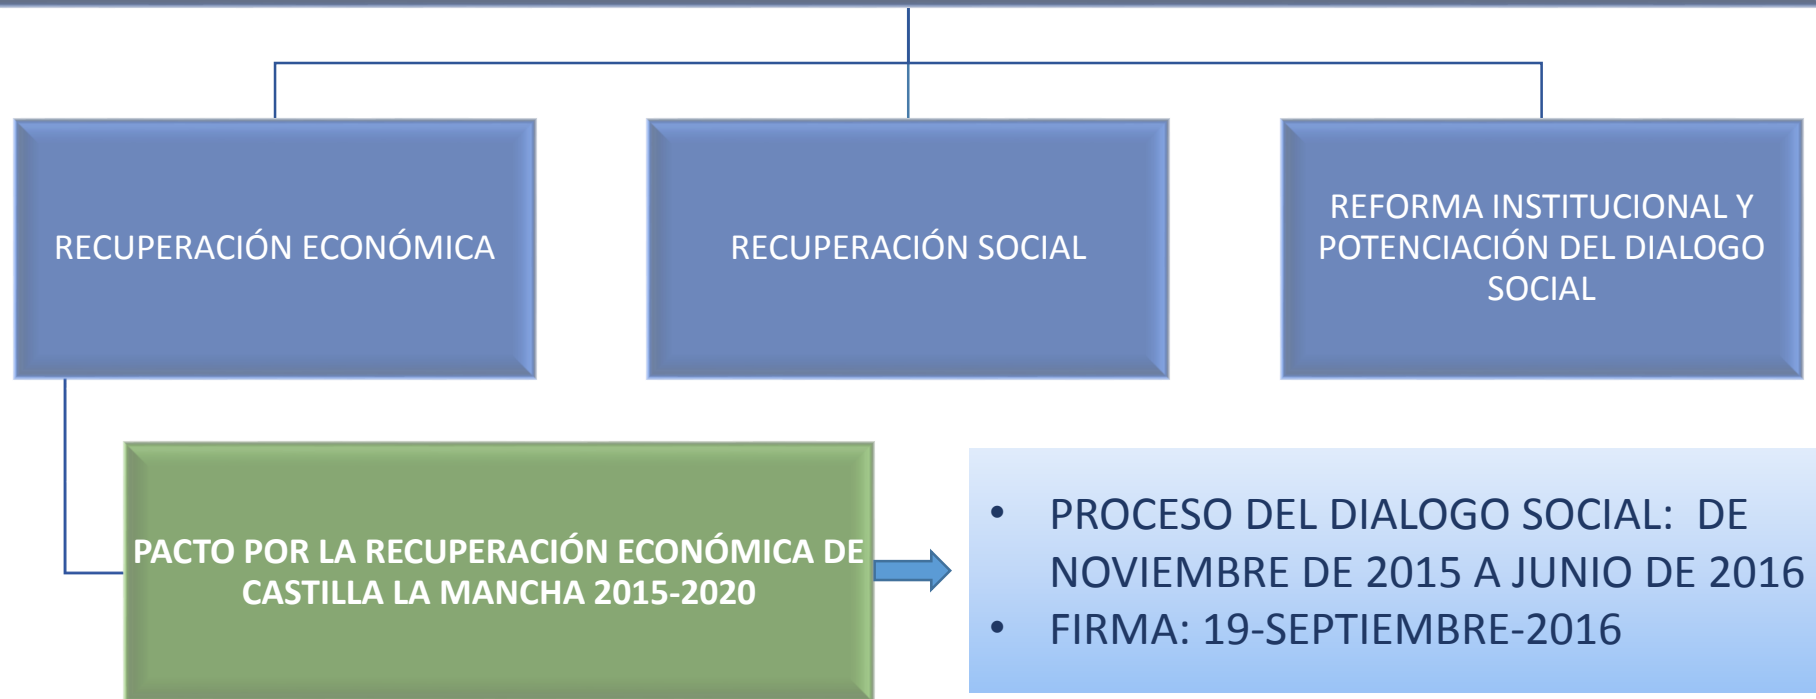 RECUPERACIÓN ECONÓMICA
RECUPERACIÓN SOCIAL
REFORMA INSTITUCIONAL Y
POTENCIACIÓN DEL DIALOGO
SOCIAL
PACTO POR LA RECUPERACIÓN ECONÓMICA DE
CASTILLA LA MANCHA 2015-2020
• PROCESO DEL DIALOGO SOCIAL: DE
NOVIEMBRE DE 2015 A JUNIO DE 2016
• FIRMA: 19-SEPTIEMBRE-2016